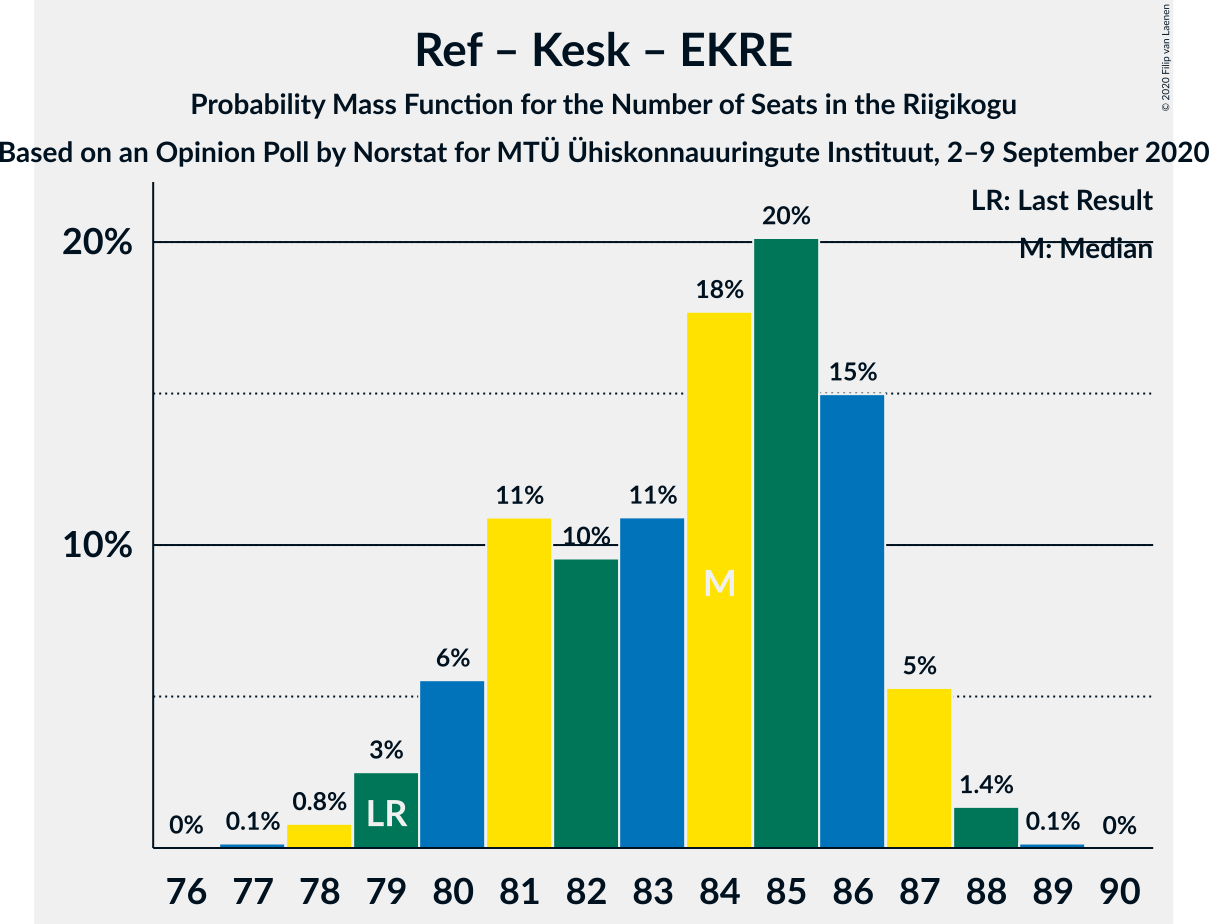 Ref – Kesk – EKRE
Probability Mass Function for the Number of Seats in the Riigikogu
Based on an Opinion Poll by Norstat for MTÜ Ühiskonnauuringute Instituut, 2–9 September 2020
© 2020 Filip van Laenen
LR: Last Result
M: Median
20%
10%
0%
0.1%
0.8%
3%
6%
11%
10%
11%
18%
20%
15%
5%
1.4%
0.1%
0%
LR
M
76 77 78 79 80 81 82 83 84 85 86 87 88 89 90